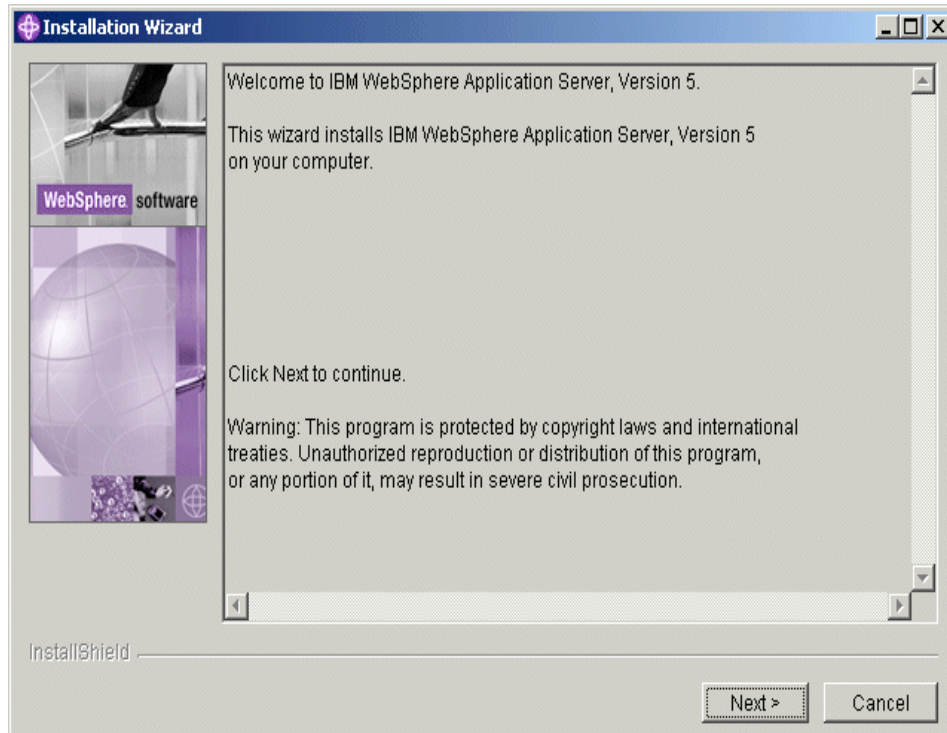 Installation Wizard
Welcome to IBM WebSphere Application Server, Version 5.
This wizard installs IBM WebSphere Application Server, Version 5
on your computer.
WebSphere software
Click Next to continue.
Warning: This program is protected by copyright laws and international
treaties. Unauthorized reproduction or distribution of this program,
or any portion of it, may result in severe civil prosecution.
InstallShield
Next >
Cancel